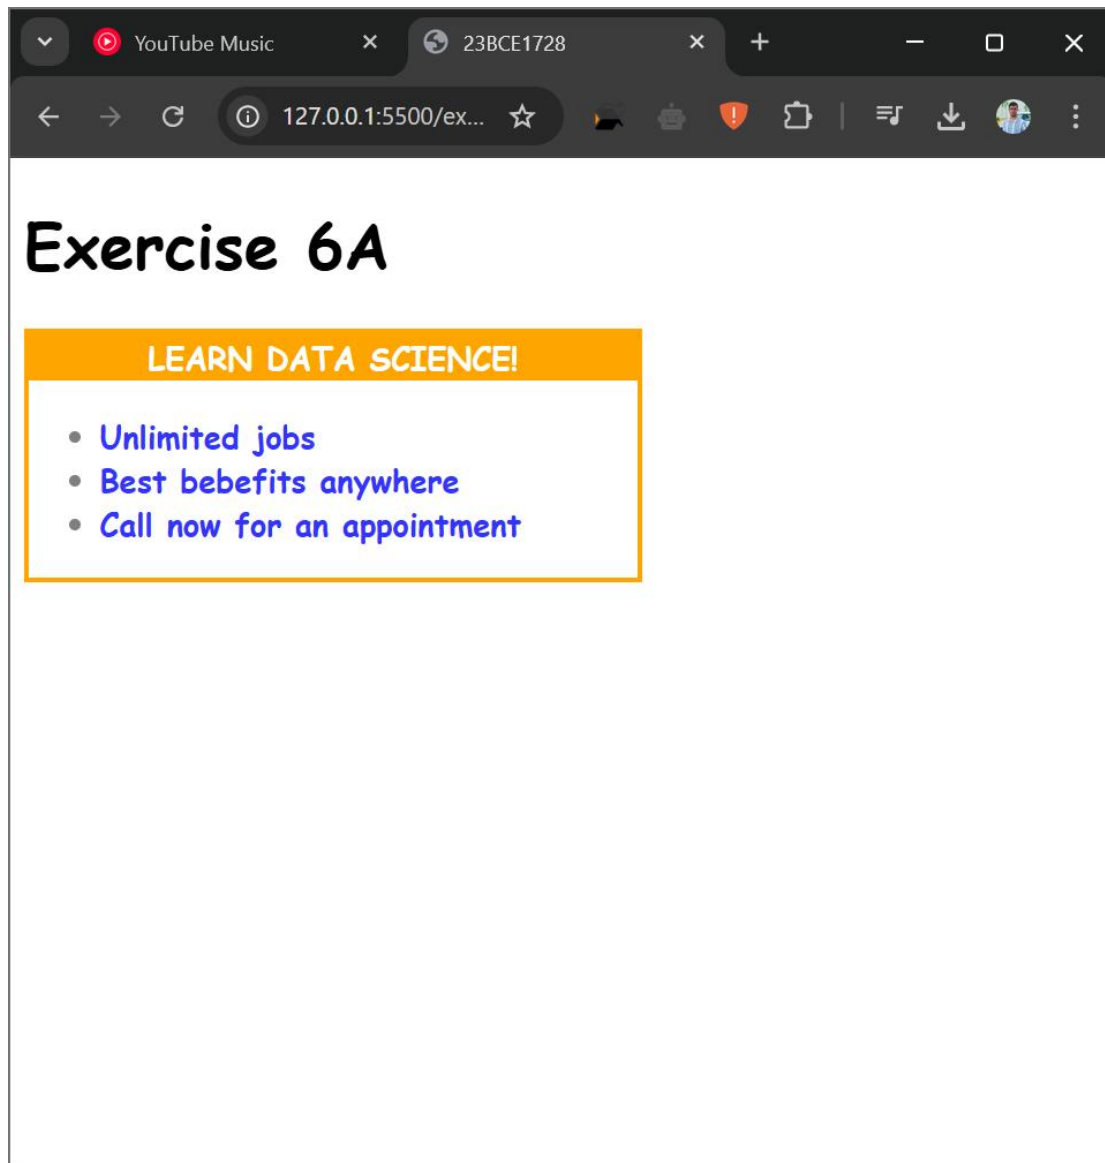 YouTube Music
23BCE1728
127.0.0.1:5500/ex...
Exercise 6A
LEARN DATA SCIENCE!
Unlimited jobs
Best bebefits anywhere
Call now for an appointment